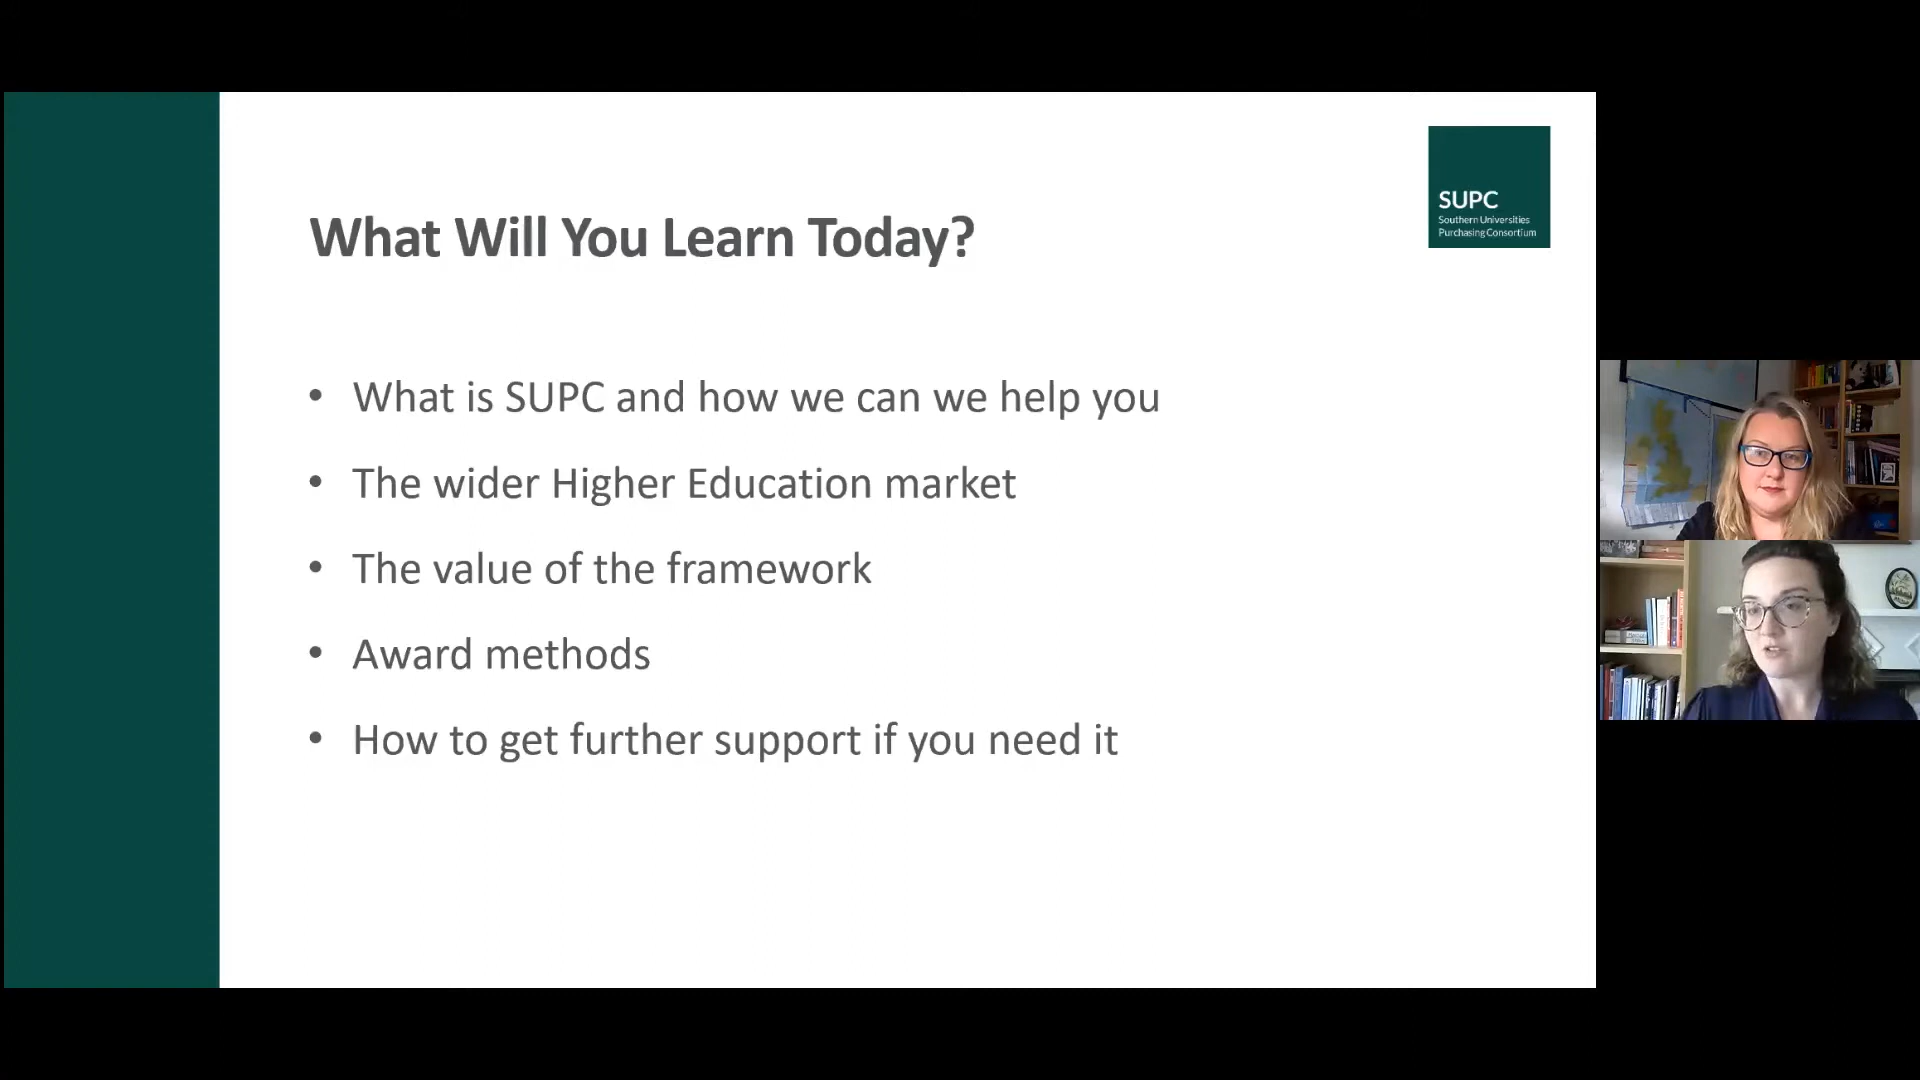 What Will You Learn Today?
SUPC
Southern Universities
Purchasing Consortium
• What is SUPC and how we can we help you
• The wider Higher Education market
• The value of the framework
• Award methods
• How to get further support if you need it